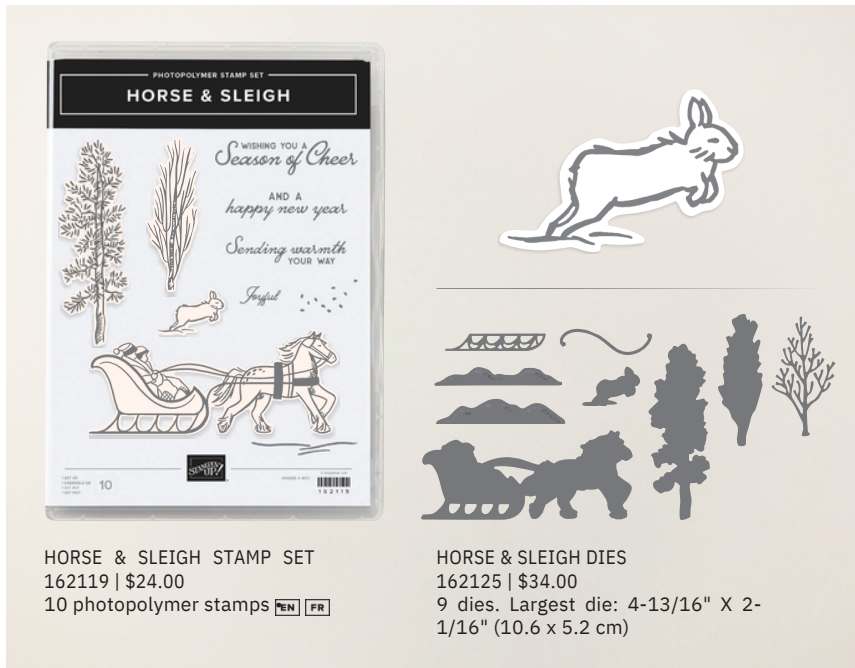 PHOTOPOLYMER STAMP SET
HORSE & SLEIGH
WISHING YOU A
Season of Cheer
AND A
happy new year
Sending warmth
YOUR WAY
Joyful
STAMPIN' UP!
10
162119
HORSE & SLEIGH STAMP SET
162119 | $24.00
10 photopolymer stamps EN FR
HORSE & SLEIGH DIES
162125 | $34.00
9 dies. Largest die: 4-13/16" X 2-
1/16" (10.6 x 5.2 cm)